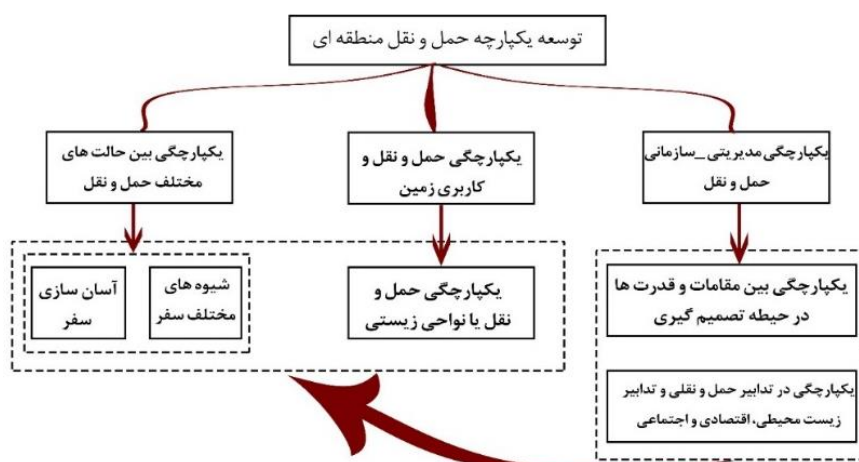 توسعه یکپارچه حمل و نقل منطقه ای
یکپارچگی مدیریتی_سازمانی
حمل و نقل
یکپارچگی حمل و نقل و
کاربری زمین
یکپارچگی بین حالت های
مختلف حمل و نقل
یکپارچگی بین مقامات و قدرت ها
در حیطه تصمیم گیری
یکپارچگی در تدابیر حمل و نقلی و تدابیر
زیست محیطی، اقتصادی و اجتماعی
یکپارچگی حمل و
نقل یا نواحی زیستی
شیوه های
مختلف سفر
آسان سازی
سفر